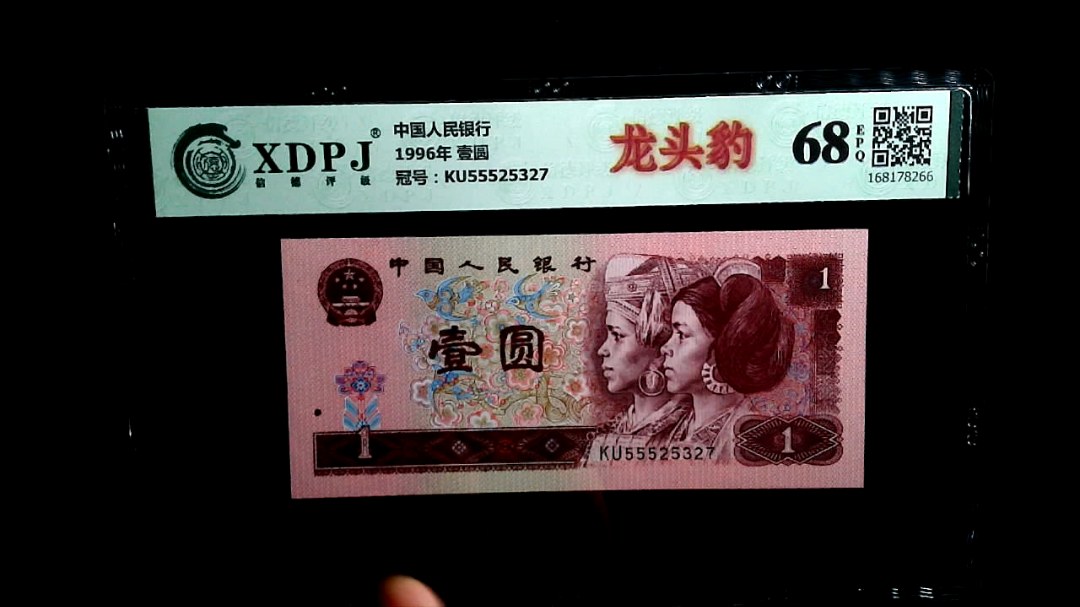 XDPJ®
信德评级
中国人民银行
1996年 壹圆
冠号：KU55525327
龙头豹
68 EPQ
168178266
中国人民银行
1
壹圆
1
KU55525327
1